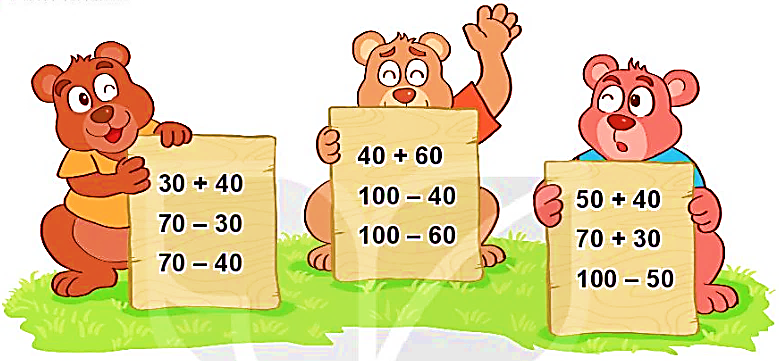 30 + 40
70 – 30
70 – 40
40 + 60
100 – 40
100 – 60
50 + 40
70 + 30
100 – 50